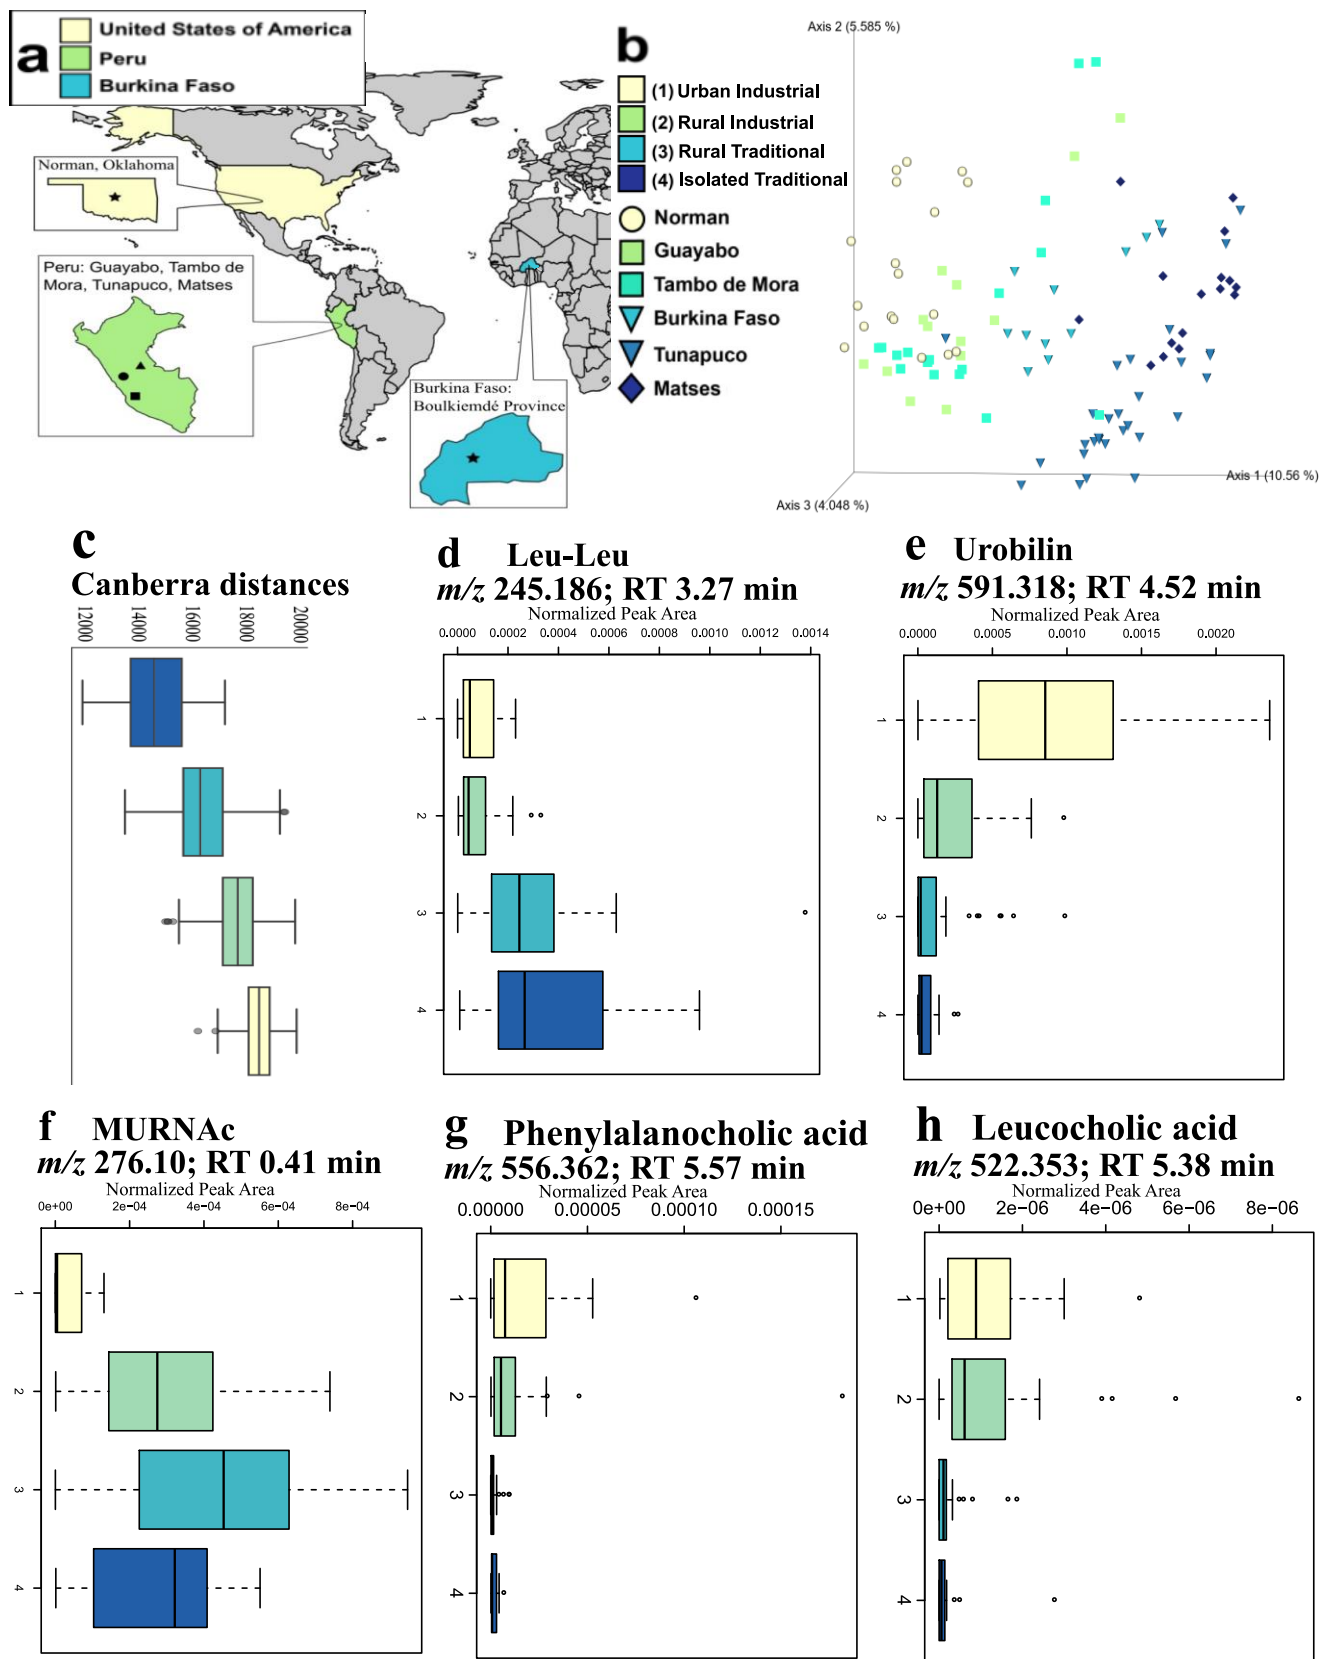 a
United States of America
Peru
Burkina Faso
Norman, Oklahoma
Peru: Guayabo, Tambo de
Mora, Tunapuco, Matses
Burkina Faso:
Boulkiemdé Province
b
(1) Urban Industrial
(2) Rural Industrial
(3) Rural Traditional
(4) Isolated Traditional
Norman
Guayabo
Tambo de Mora
Burkina Faso
Tunapuco
Matses
Axis 2 (5.585 %)
Axis 1 (10.56 %)
Axis 3 (4.048 %)
c
Canberra distances
12000 14000 16000 18000 20000
d Leu-Leu
m/z 245.186; RT 3.27 min
Normalized Peak Area
0.0000 0.0002 0.0004 0.0006 0.0008 0.0010 0.0014
1
2
3
4
e Urobilin
m/z 591.318; RT 4.52 min
Normalized Peak Area
0.0000 0.0005 0.0010 0.0015 0.0020
1
2
3
4
f MURNAc
m/z 276.10; RT 0.41 min
Normalized Peak Area
0e+00 2e-04 4e-04 6e-04 8e-04
1
2
3
4
g Phenylalanocholic acid
m/z 556.362; RT 5.57 min
Normalized Peak Area
0.000000 0.000005 0.000010 0.000015
1
2
3
4
h Leucocholic acid
m/z 522.353; RT 5.38 min
Normalized Peak Area
0e+00 2e-06 4e-06 6e-06 8e-06
1
2
3
4